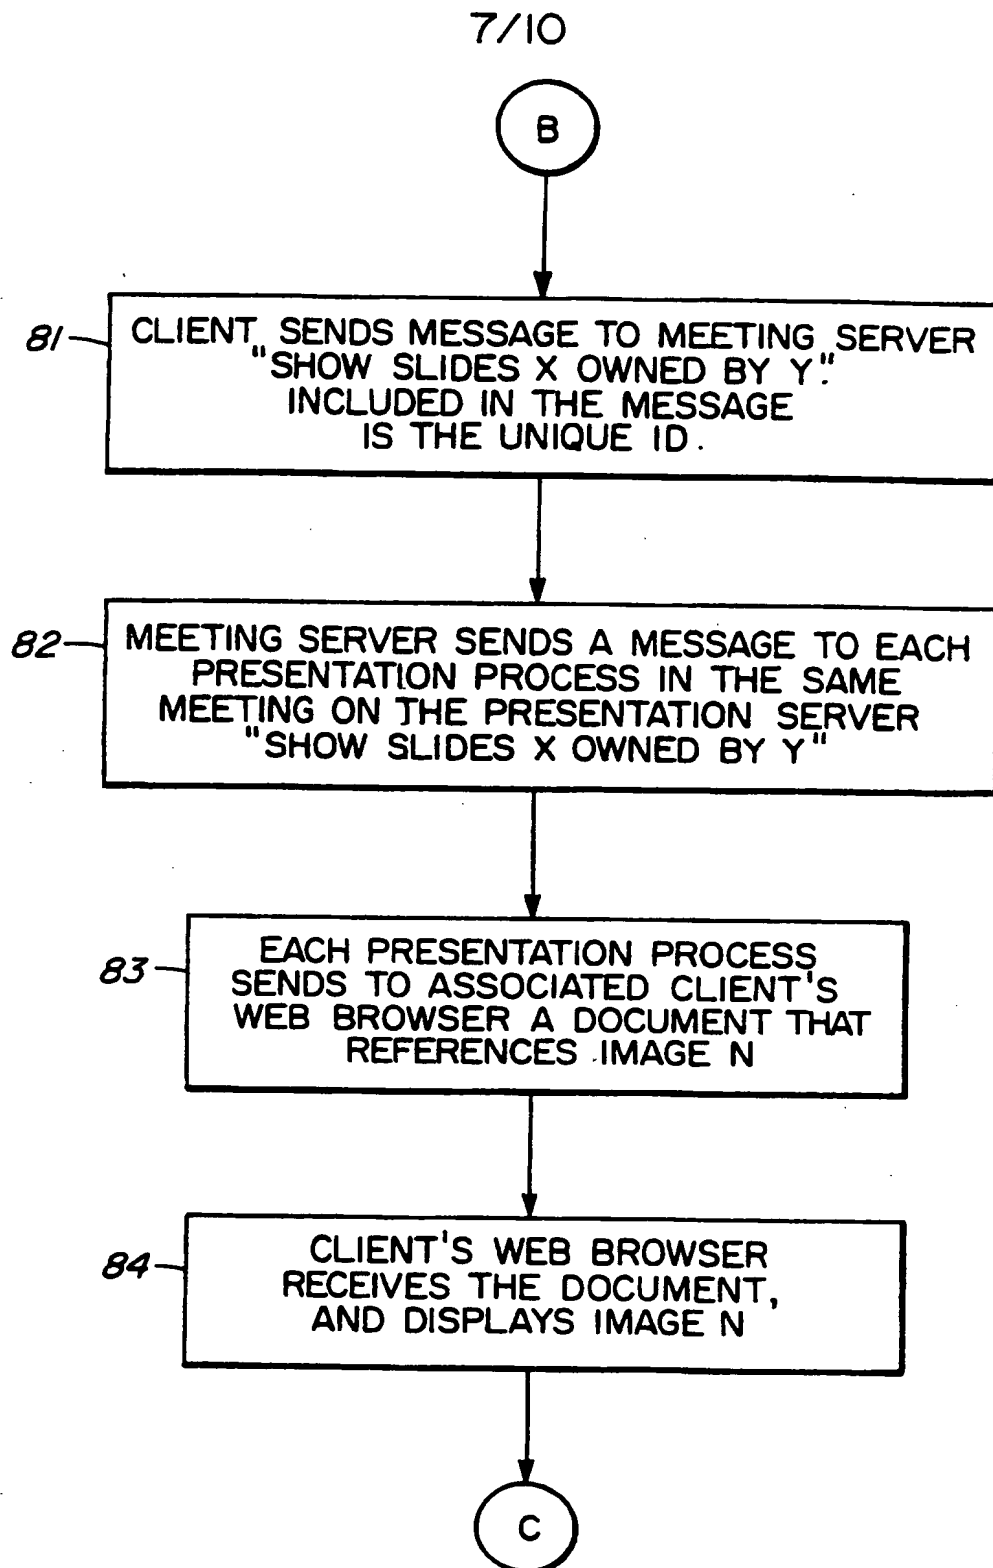 7/10
B
81
CLIENT SENDS MESSAGE TO MEETING SERVER
"SHOW SLIDES X OWNED BY Y."
INCLUDED IN THE MESSAGE
IS THE UNIQUE ID.
82
MEETING SERVER SENDS A MESSAGE TO EACH
PRESENTATION PROCESS IN THE SAME
MEETING ON THE PRESENTATION SERVER
"SHOW SLIDES X OWNED BY Y"
83
EACH PRESENTATION PROCESS
SENDS TO ASSOCIATED CLIENT'S
WEB BROWSER A DOCUMENT THAT
REFERENCES IMAGE N
84
CLIENT'S WEB BROWSER
RECEIVES THE DOCUMENT,
AND DISPLAYS IMAGE N
C